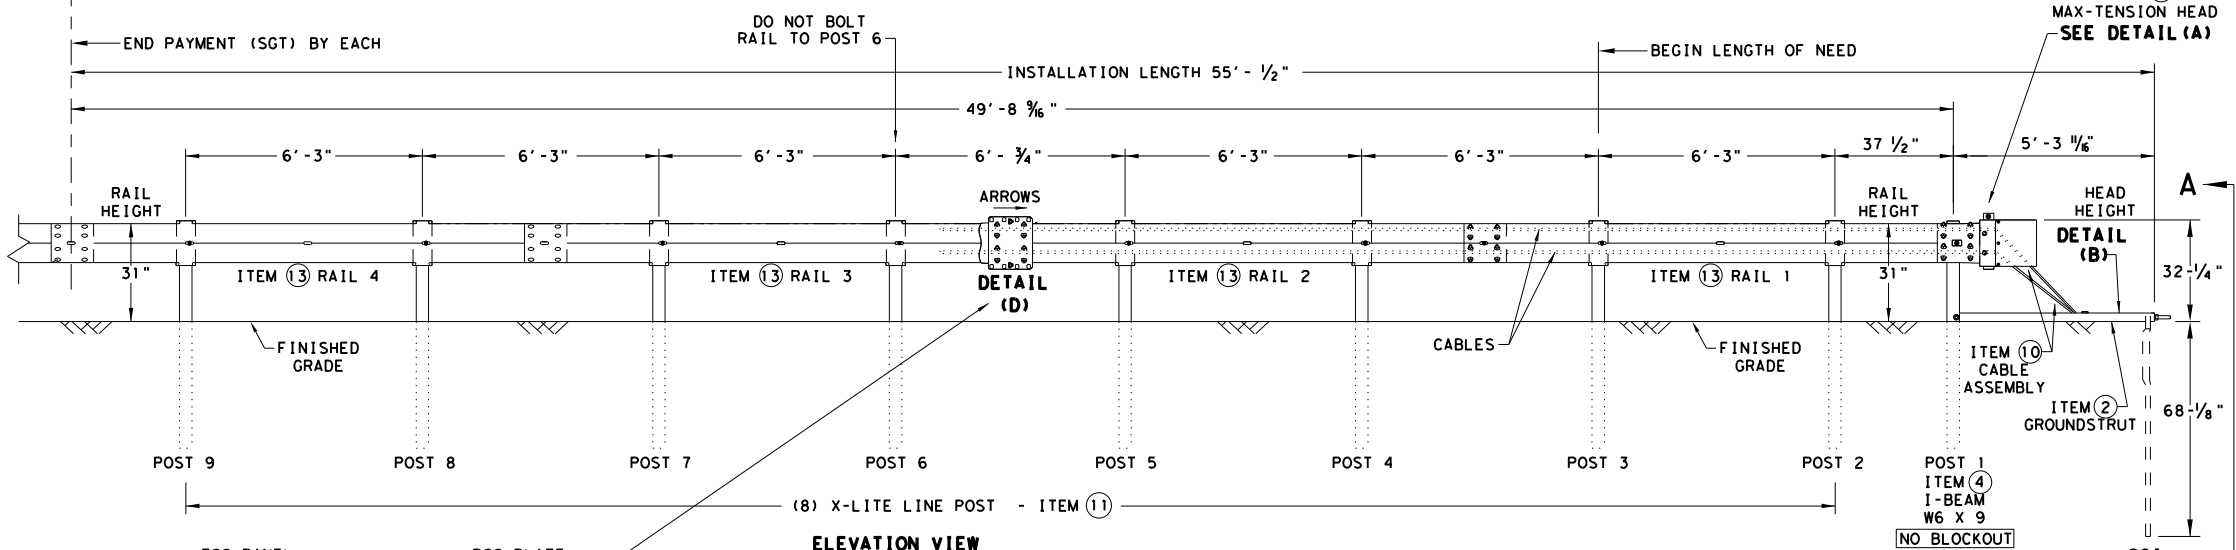 MAX-TENSION HEAD
SEE DETAIL (A)
DO NOT BOLT
RAIL TO POST 6
END PAYMENT (SGT) BY EACH
BEGIN LENGTH OF NEED
INSTALLATION LENGTH 55'- 1/2"
49'-8 9/16"
6'-3"
6'-3"
6'-3"
6'- 3/4"
6'-3"
6'-3"
6'-3"
37 1/2"
5'-3 11/16"
A
RAIL
HEIGHT
ARROWS
RAIL
HEIGHT
HEAD
HEIGHT
DETAIL
(B)
31"
ITEM 13 RAIL 4
ITEM 13 RAIL 3
DETAIL
(D)
ITEM 13 RAIL 2
ITEM 13 RAIL 1
31"
32-1/4"
FINISHED
GRADE
CABLES
FINISHED
GRADE
ITEM 10
CABLE
ASSEMBLY
ITEM 2
GROUNDSTRUT
68-1/8"
POST 9
POST 8
POST 7
POST 6
POST 5
POST 4
POST 3
POST 2
POST 1
ITEM 4
I-BEAM
W6 X 9
NO BLOCKOUT
(8) X-LITE LINE POST - ITEM 11
ELEVATION VIEW